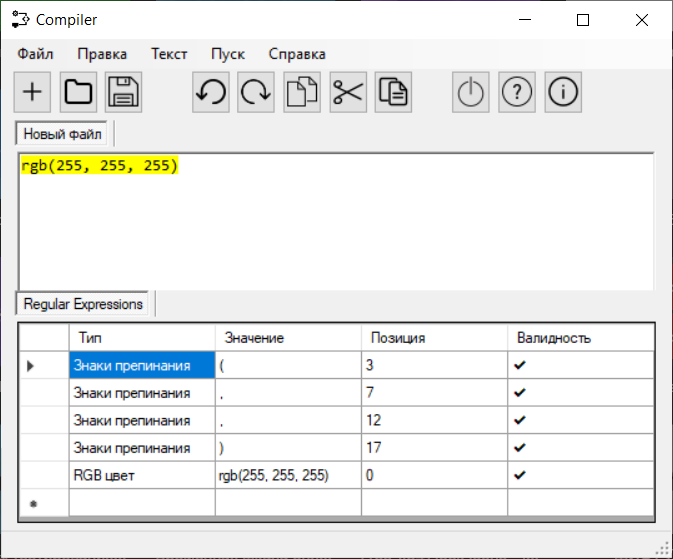 Compiler
Файл Правка Текст Пуск Справка
Новый файл
rgb(255, 255, 255)
Regular Expressions
Тип Значение Позиция Валидность
Знаки препинания ( 3 ✔
Знаки препинания , 7 ✔
Знаки препинания , 12 ✔
Знаки препинания ) 17 ✔
RGB цвет rgb(255, 255, 255) 0 ✔